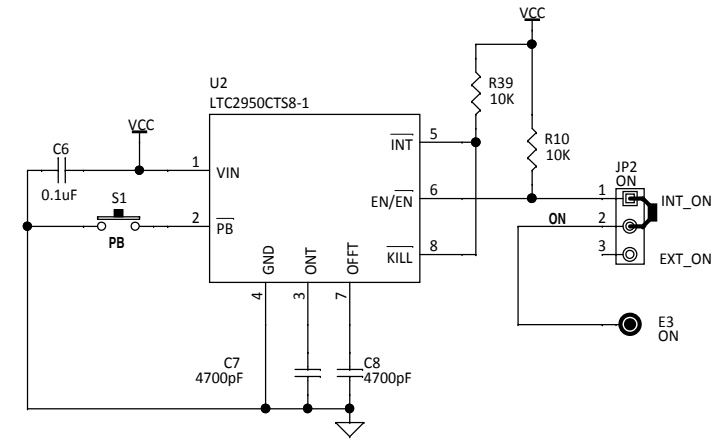 VCC
U2
LTC2950CTS8-1
R39
10K
VCC
C6
0.1uF
S1
PB
1
VIN
2
PB
INT
5
EN/EN
6
KILL
8
R10
10K
JP2
ON
1
INT_ON
ON
2
3
EXT_ON
GND
ONT
OFFT
4
3
7
E3
ON
C7
4700pF
C8
4700pF